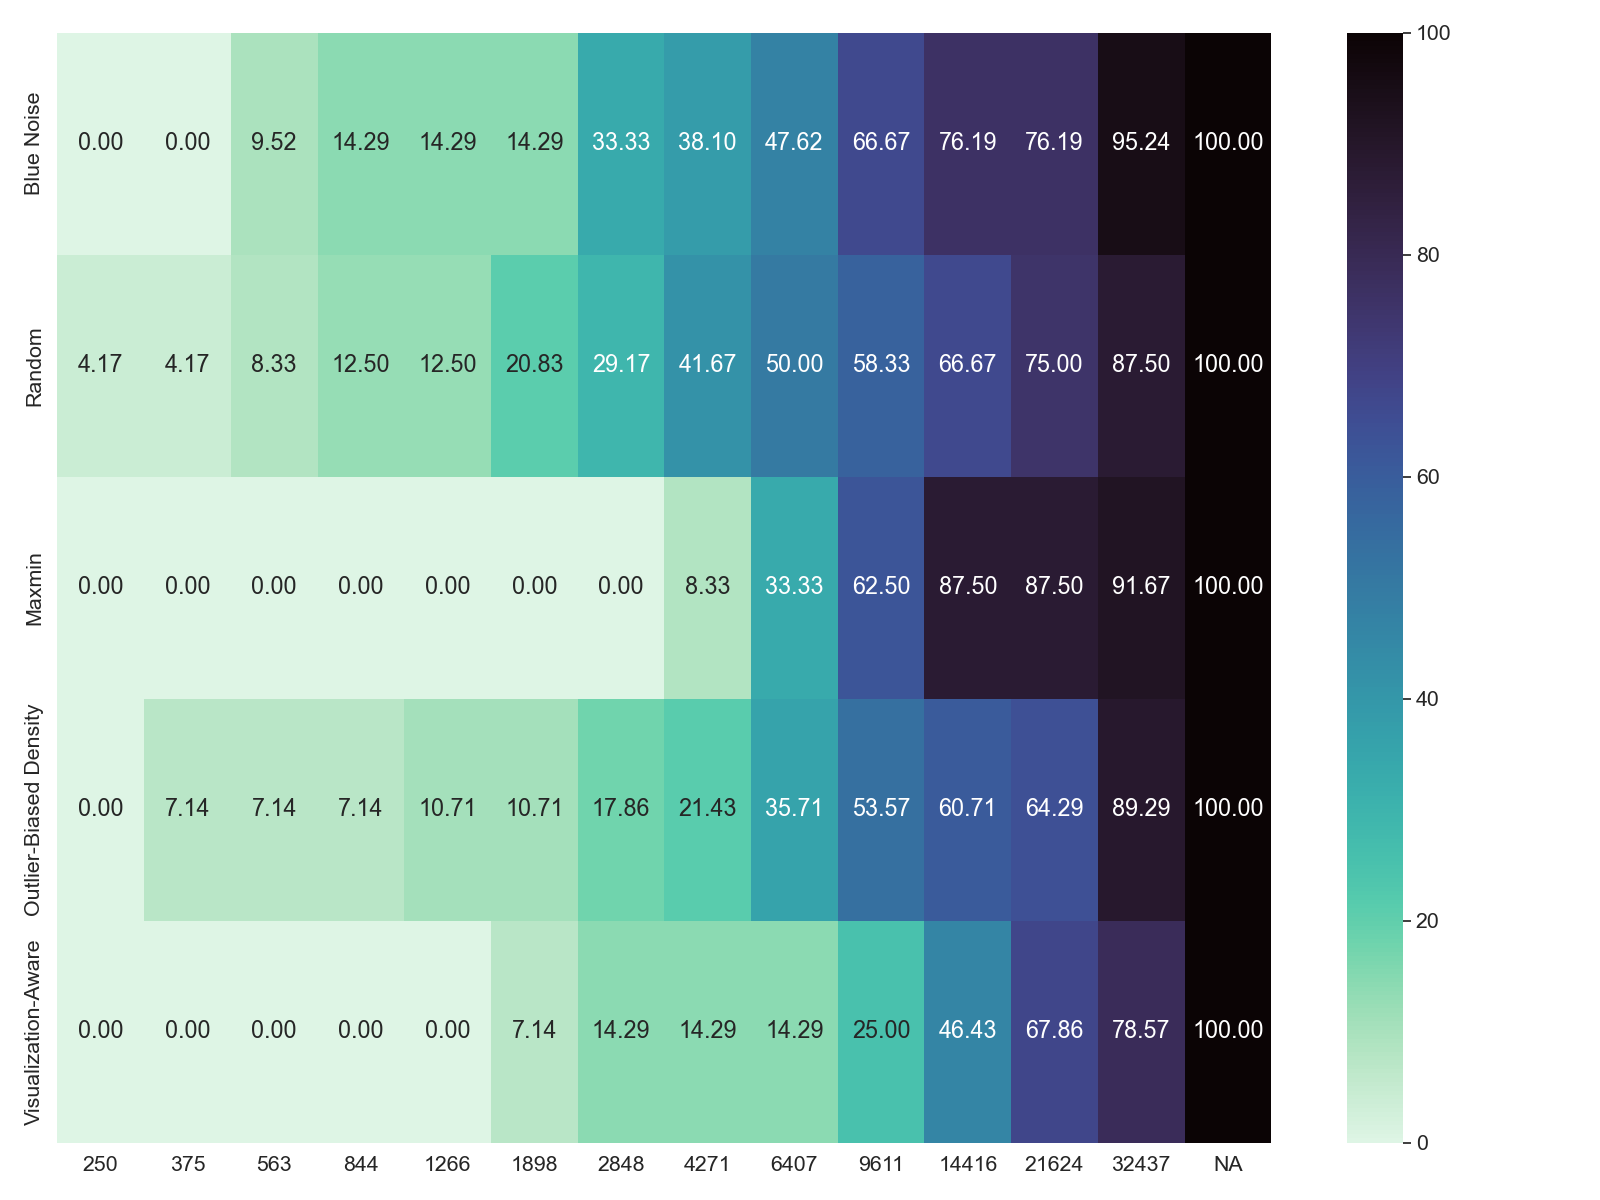 Blue Noise 0.00 0.00 9.52 14.29 14.29 14.29 33.33 38.10 47.62 66.67 76.19 76.19 95.24 100.00
Random 4.17 4.17 8.33 12.50 12.50 20.83 29.17 41.67 50.00 58.33 66.67 75.00 87.50 100.00
Maxmin 0.00 0.00 0.00 0.00 0.00 0.00 0.00 8.33 33.33 62.50 87.50 87.50 91.67 100.00
Outlier-Biased Density 0.00 7.14 7.14 7.14 10.71 10.71 17.86 21.43 35.71 53.57 60.71 64.29 89.29 100.00
Visualization-Aware 0.00 0.00 0.00 0.00 0.00 7.14 14.29 14.29 14.29 25.00 46.43 67.86 78.57 100.00
250 375 563 844 1266 1898 2848 4271 6407 9611 14416 21624 32437 NA
100
80
60
40
20
0